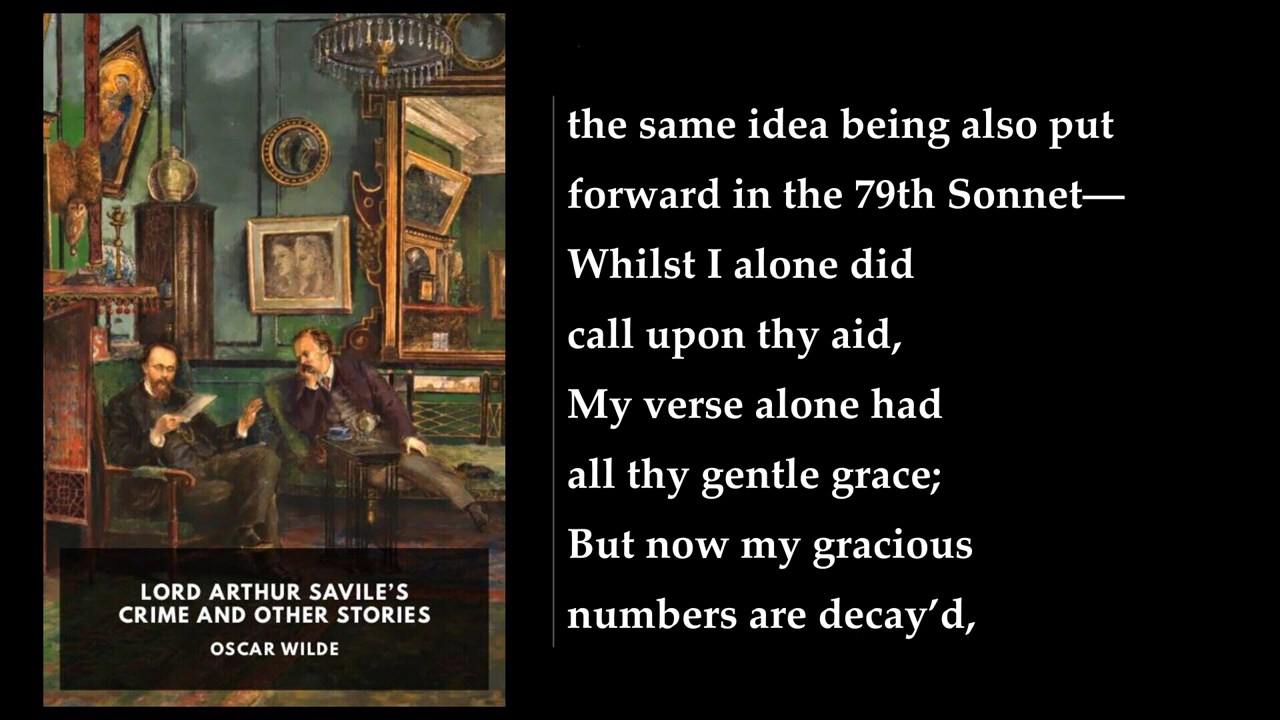 the same idea being also put
forward in the 79th Sonnet—
Whilst I alone did
call upon thy aid,
My verse alone had
all thy gentle grace;
But now my gracious
numbers are decay’d,
LORD ARTHUR SAVILE’S
CRIME AND OTHER STORIES
OSCAR WILDE